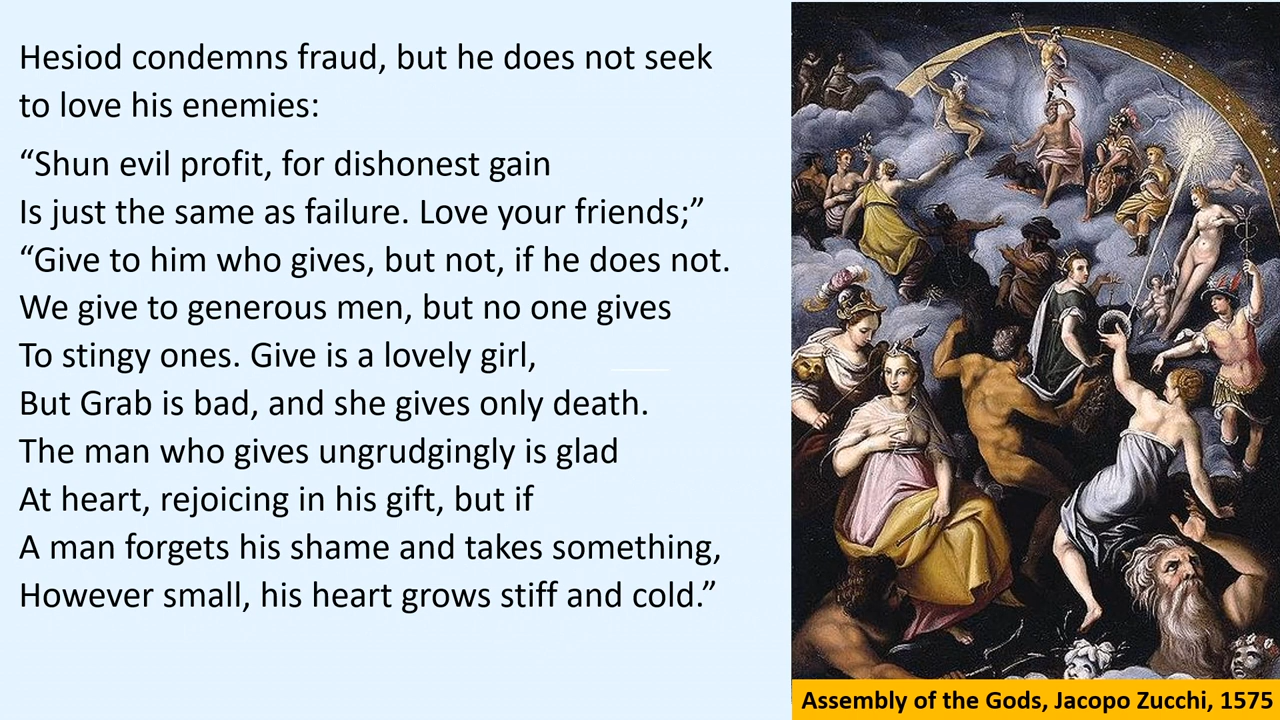 Hesiod condemns fraud, but he does not seek
to love his enemies:
“Shun evil profit, for dishonest gain
Is just the same as failure. Love your friends;”
“Give to him who gives, but not, if he does not.
We give to generous men, but no one gives
To stingy ones. Give is a lovely girl,
But Grab is bad, and she gives only death.
The man who gives ungrudgingly is glad
At heart, rejoicing in his gift, but if
A man forgets his shame and takes something,
However small, his heart grows stiff and cold.”
Assembly of the Gods, Jacopo Zucchi, 1575